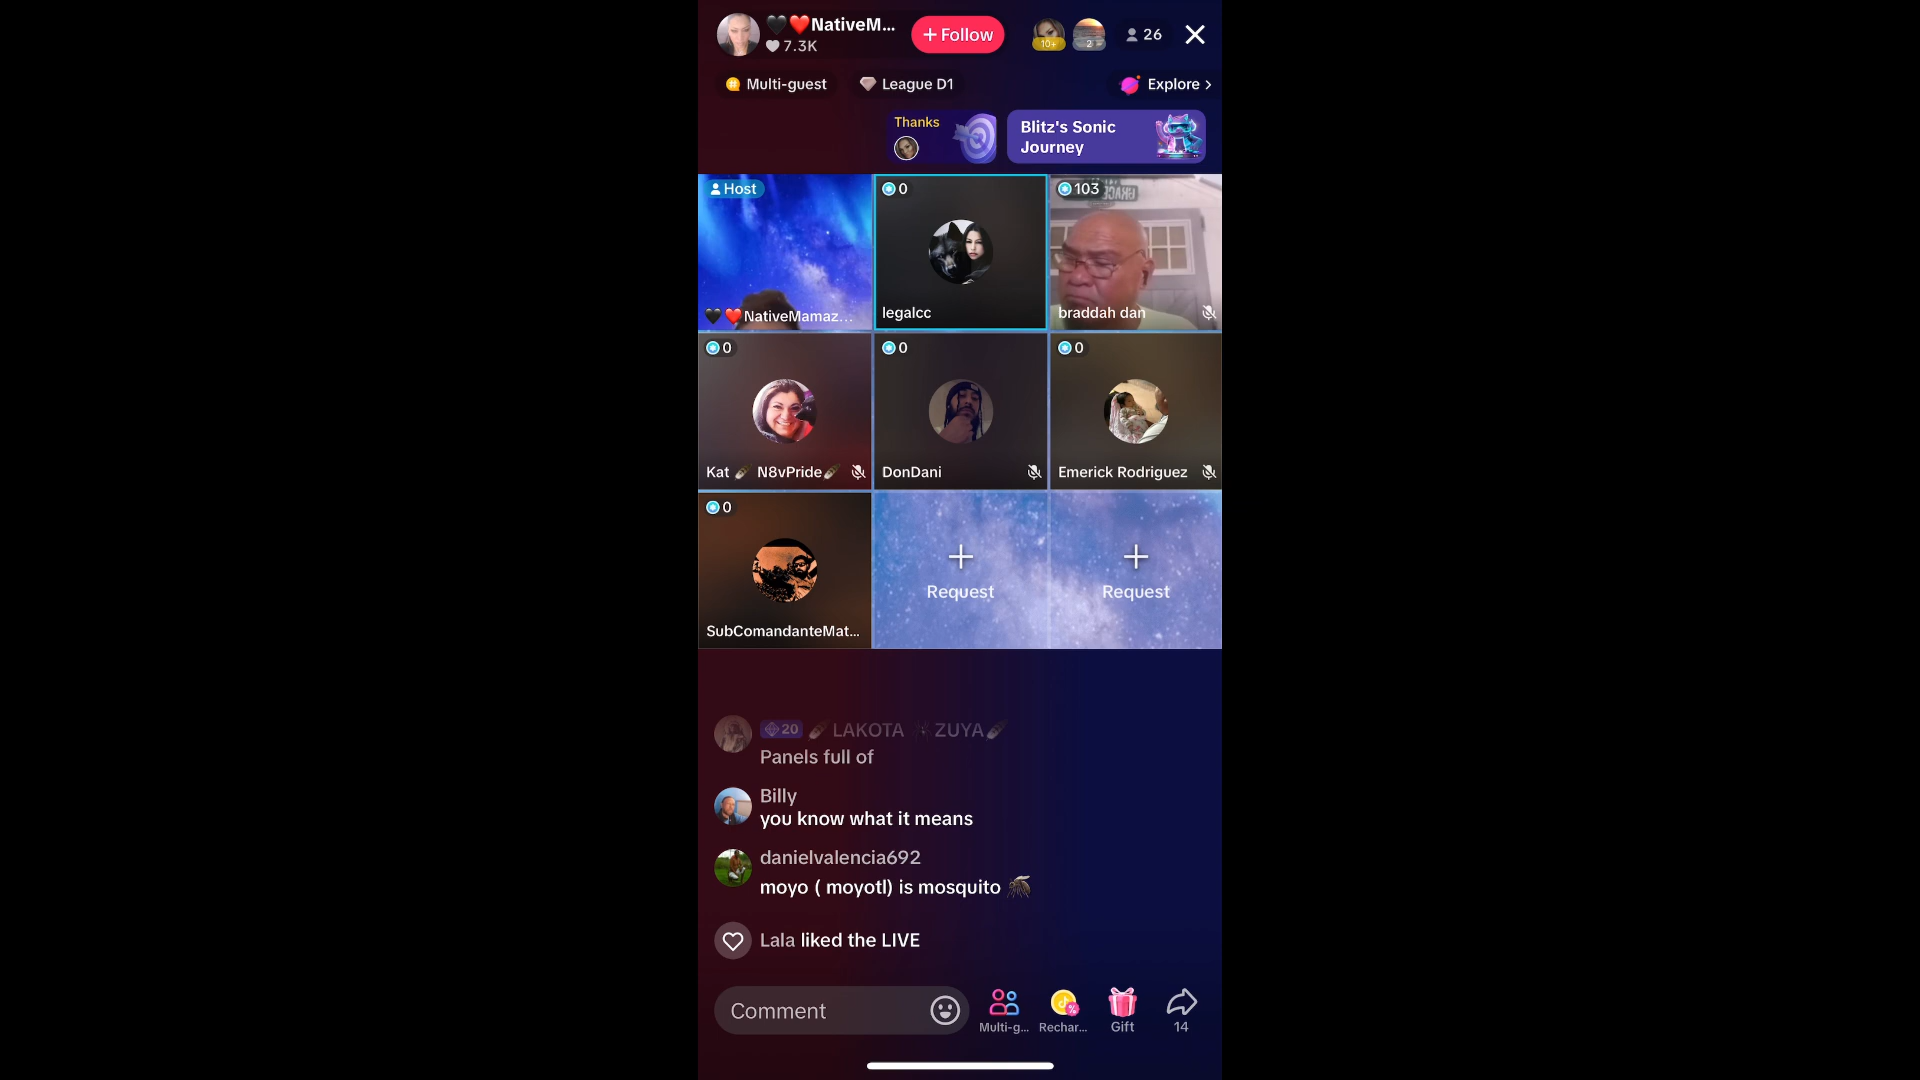 🖤❤️NativeM...
7.3K
+ Follow
10+
2
26
Multi-guest
League D1
Explore >
Thanks
Blitz's Sonic
Journey
Host
0
103
🖤❤️NativeMamaz...
legalcc
braddah dan
0
0
0
Kat 🪶 N8vPride🪶
DonDani
Emerick Rodriguez
0
+
+
Request
Request
SubComandanteMat...
20 🪶LAKOTA 🦟ZUYA🪶
Panels full of
Billy
you know what it means
danielvalencia692
moyo ( moyotl) is mosquito 🦟
Lala liked the LIVE
Comment
Multi-g...
Rechar...
Gift
14